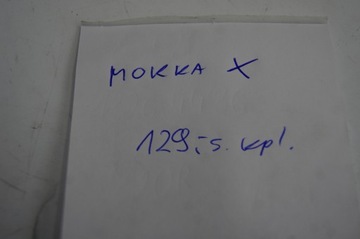 MOKKA X
129,- s. kpl.